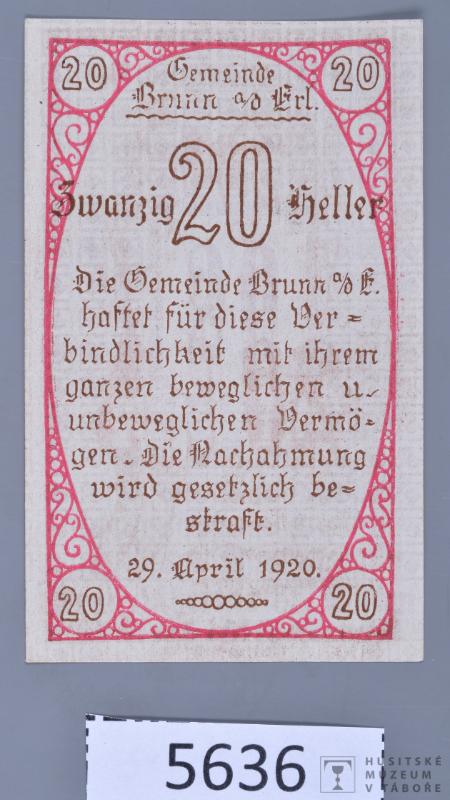 20 Gemeinde 20
Brunn a/d Erl.
Zwanzig 20 Heller
Die Gemeinde Brunn a/d E.
haftet für diese Ver=
bindlichkeit mit ihrem
ganzen beweglichen u.
unbeweglichen Vermö=
gen. Die Nachahmung
wird gesetzlich be=
straft.
29. April 1920.
20 20
5636
HUSITSKÉ
MUZEUM
V TÁBOŘE